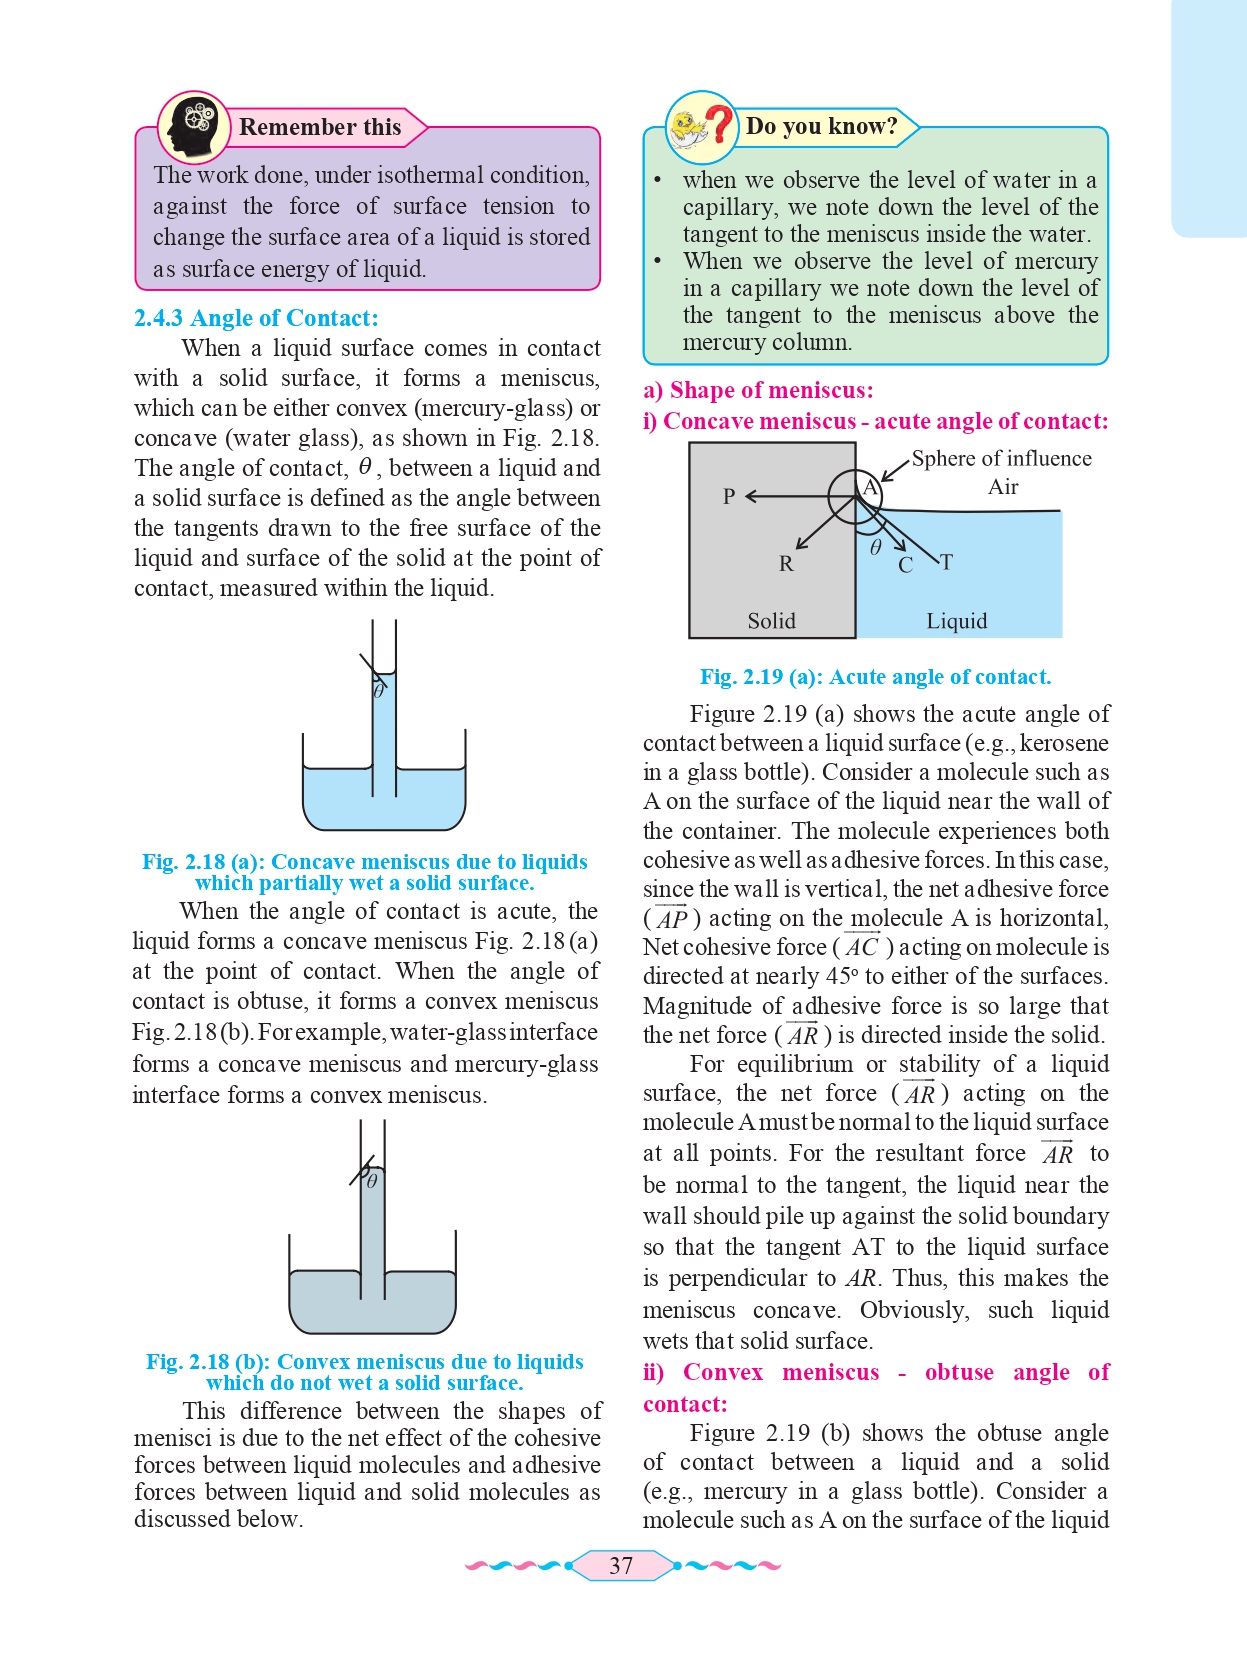 Remember this
The work done, under isothermal condition,
against the force of surface tension to
change the surface area of a liquid is stored
as surface energy of liquid.
2.4.3 Angle of Contact:
When a liquid surface comes in contact
with a solid surface, it forms a meniscus,
which can be either convex (mercury-glass) or
concave (water glass), as shown in Fig. 2.18.
The angle of contact, θ, between a liquid and
a solid surface is defined as the angle between
the tangents drawn to the free surface of the
liquid and surface of the solid at the point of
contact, measured within the liquid.
θ
Fig. 2.18 (a): Concave meniscus due to liquids
which partially wet a solid surface.
When the angle of contact is acute, the
liquid forms a concave meniscus Fig. 2.18 (a)
at the point of contact. When the angle of
contact is obtuse, it forms a convex meniscus
Fig. 2.18 (b). For example, water-glass interface
forms a concave meniscus and mercury-glass
interface forms a convex meniscus.
θ
Fig. 2.18 (b): Convex meniscus due to liquids
which do not wet a solid surface.
This difference between the shapes of
menisci is due to the net effect of the cohesive
forces between liquid molecules and adhesive
forces between liquid and solid molecules as
discussed below.
Do you know?
• when we observe the level of water in a
capillary, we note down the level of the
tangent to the meniscus inside the water.
• When we observe the level of mercury
in a capillary we note down the level of
the tangent to the meniscus above the
mercury column.
a) Shape of meniscus:
i) Concave meniscus - acute angle of contact:
Sphere of influence
A
Air
P
θ
R
C
T
Solid
Liquid
Fig. 2.19 (a): Acute angle of contact.
Figure 2.19 (a) shows the acute angle of
contact between a liquid surface (e.g., kerosene
in a glass bottle). Consider a molecule such as
A on the surface of the liquid near the wall of
the container. The molecule experiences both
cohesive as well as adhesive forces. In this case,
since the wall is vertical, the net adhesive force
(\overrightarrow{AP}) acting on the molecule A is horizontal,
Net cohesive force (\overrightarrow{AC}) acting on molecule is
directed at nearly 45º to either of the surfaces.
Magnitude of adhesive force is so large that
the net force (\overrightarrow{AR}) is directed inside the solid.
For equilibrium or stability of a liquid
surface, the net force (\overrightarrow{AR}) acting on the
molecule A must be normal to the liquid surface
at all points. For the resultant force \overrightarrow{AR} to
be normal to the tangent, the liquid near the
wall should pile up against the solid boundary
so that the tangent AT to the liquid surface
is perpendicular to AR. Thus, this makes the
meniscus concave. Obviously, such liquid
wets that solid surface.
ii) Convex meniscus - obtuse angle of
contact:
Figure 2.19 (b) shows the obtuse angle
of contact between a liquid and a solid
(e.g., mercury in a glass bottle). Consider a
molecule such as A on the surface of the liquid
37